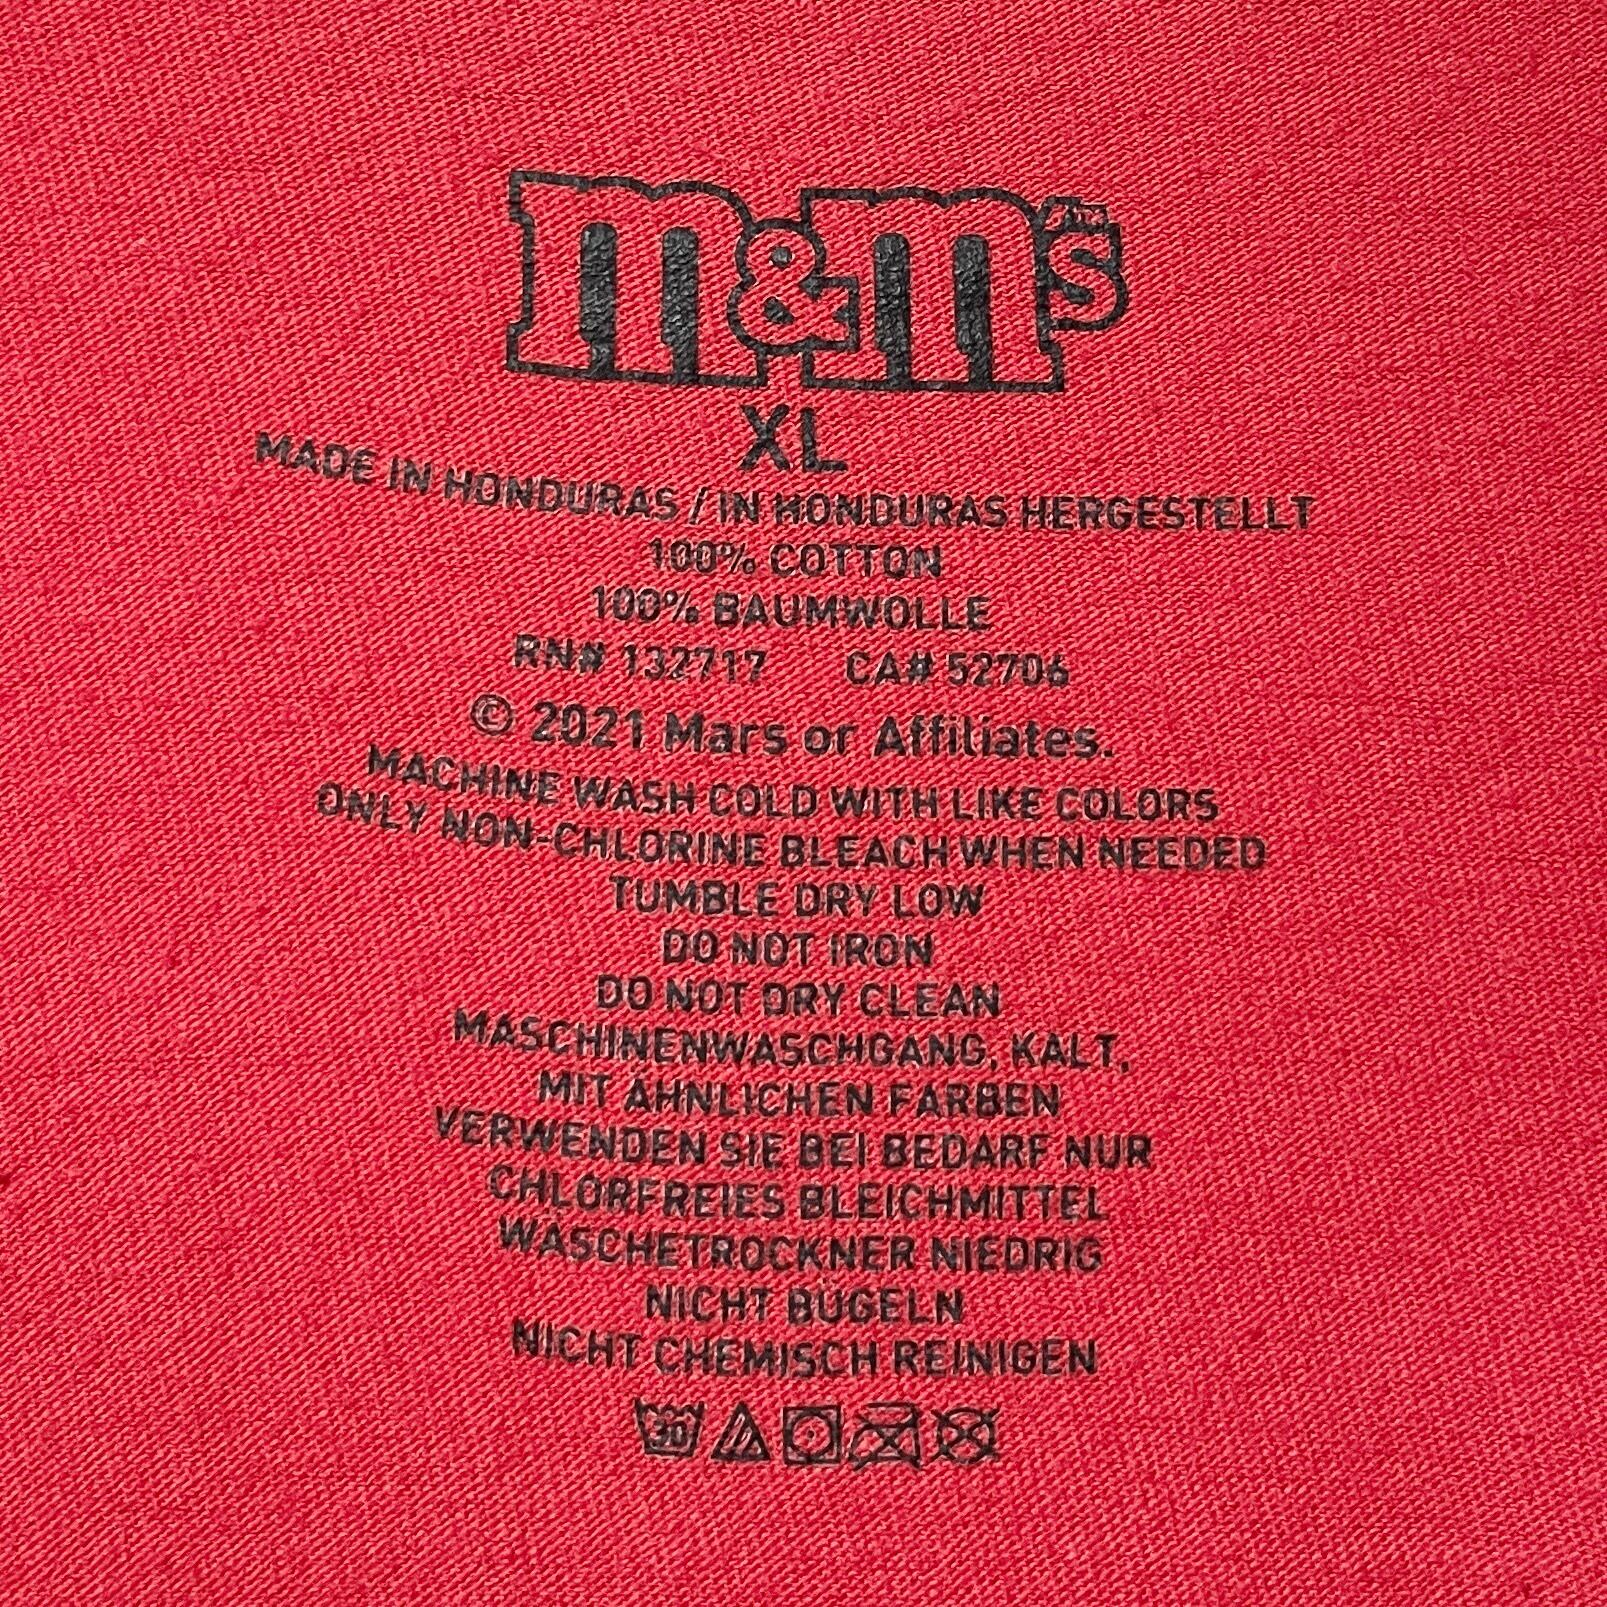 m&m's
XL
MADE IN HONDURAS / IN HONDURAS HERGESTELLT
100% COTTON
100% BAUMWOLLE
RN# 132717 CA# 52706
© 2021 Mars or Affiliates.
MACHINE WASH COLD WITH LIKE COLORS
ONLY NON-CHLORINE BLEACH WHEN NEEDED
TUMBLE DRY LOW
DO NOT IRON
DO NOT DRY CLEAN
MASCHINENWASCHGANG, KALT,
MIT ÄHNLICHEN FARBEN
VERWENDEN SIE BEI BEDARF NUR
CHLORFREIES BLEICHMITTEL
WASCHETROCKNER NIEDRIG
NICHT BÜGELN
NICHT CHEMISCH REINIGEN
30